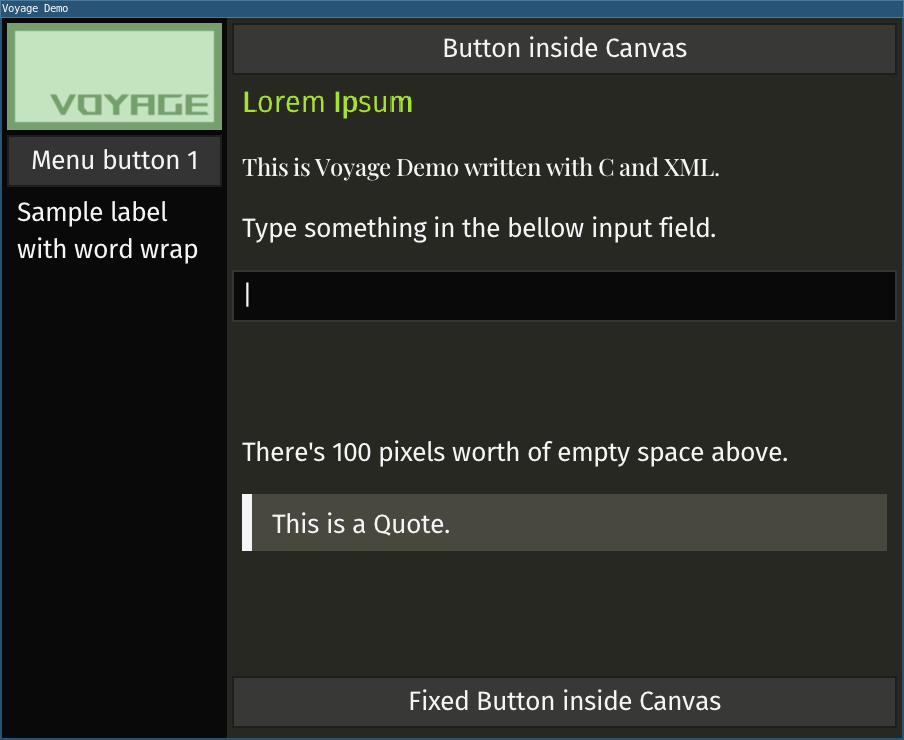 Voyage Demo
VOYAGE
Menu button 1
Sample label
with word wrap
Button inside Canvas
Lorem Ipsum
This is Voyage Demo written with C and XML.
Type something in the bellow input field.
There's 100 pixels worth of empty space above.
This is a Quote.
Fixed Button inside Canvas